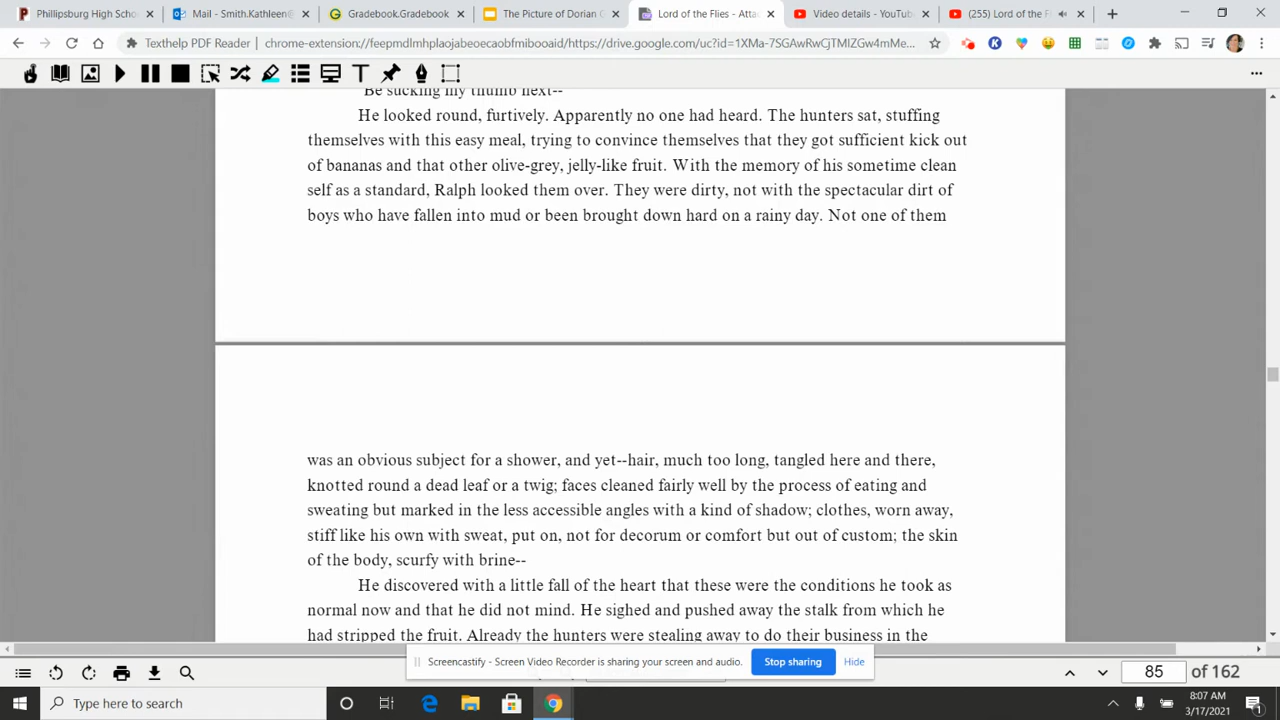 Phillipsburg High Schoo
Mail - Smith.Kathleen@
Gradebook.Gradebook
The Picture of Dorian G
Lord of the Flies - Attac
Video details - YouTube
(255) Lord of the F
Texthelp PDF Reader
chrome-extension://feepmdlmhplaojabeoecaobfmibooaid/https://drive.google.com/uc?id=1XMa-7SGAwRwCjTMIZGw4mMe...
"Be sucking my thumb next--
He looked round, furtively. Apparently no one had heard. The hunters sat, stuffing
themselves with this easy meal, trying to convince themselves that they got sufficient kick out
of bananas and that other olive-grey, jelly-like fruit. With the memory of his sometime clean
self as a standard, Ralph looked them over. They were dirty, not with the spectacular dirt of
boys who have fallen into mud or been brought down hard on a rainy day. Not one of them
was an obvious subject for a shower, and yet--hair, much too long, tangled here and there,
knotted round a dead leaf or a twig; faces cleaned fairly well by the process of eating and
sweating but marked in the less accessible angles with a kind of shadow; clothes, worn away,
stiff like his own with sweat, put on, not for decorum or comfort but out of custom; the skin
of the body, scurfy with brine--
He discovered with a little fall of the heart that these were the conditions he took as
normal now and that he did not mind. He sighed and pushed away the stalk from which he
had stripped the fruit. Already the hunters were stealing away to do their business in the
Screencastify - Screen Video Recorder is sharing your screen and audio.
Stop sharing
Hide
85 of 162
Type here to search
8:07 AM
3/17/2021